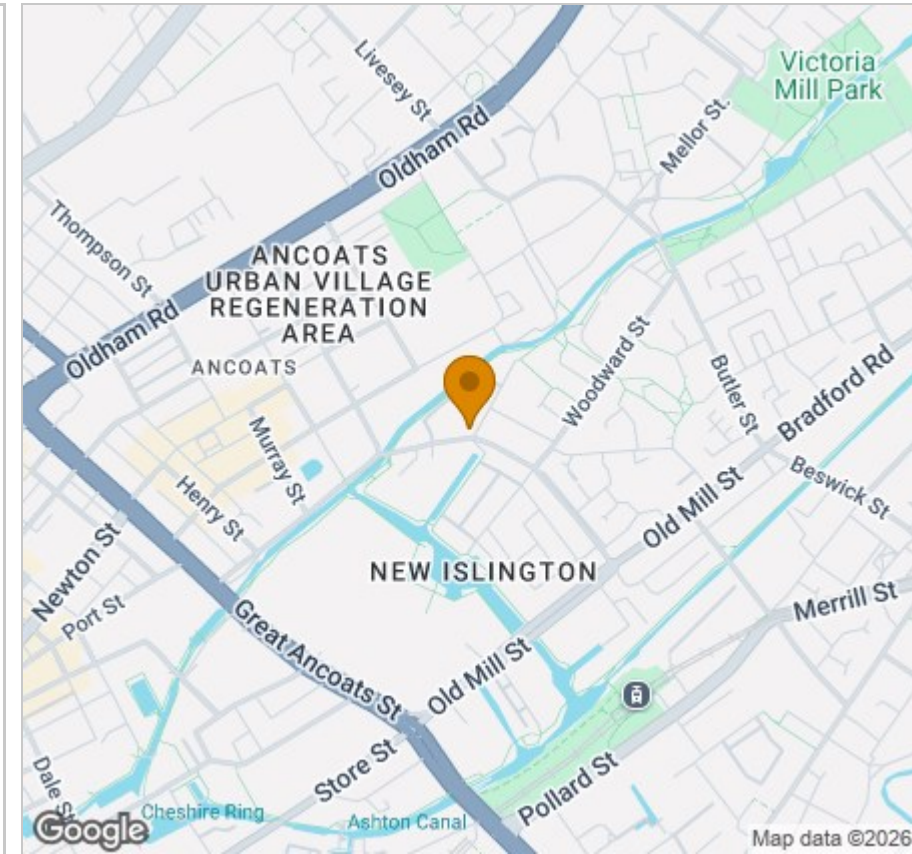 Victoria
Mill Park
Livesey St
Mellor St.
Oldham Rd
Thompson St
ANCOATS
URBAN VILLAGE
REGENERATION
AREA
Oldham Rd
ANCOATS
Woodward St
Butler St
Bradford Rd
Murray St
Beswick St
Henry St
Old Mill St
Newton St
NEW ISLINGTON
Port St
Merrill St
Great Ancoats St
Old Mill St
Store St
Pollard St
Dale St
Cheshire Ring
Ashton Canal
Google
Map data ©2026